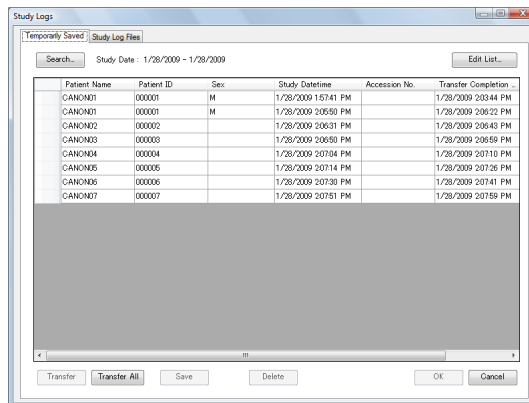 Study Logs
Temporarily Saved Study Log Files
Search... Study Date : 1/28/2009 - 1/28/2009 Edit List...
Patient Name Patient ID Sex Study Datetime Accession No. Transfer Completion ...
CANON01 000001 M 1/28/2009 1:57:41 PM 1/28/2009 2:03:44 PM
CANON01 000001 M 1/28/2009 2:05:50 PM 1/28/2009 2:06:22 PM
CANON02 000002 1/28/2009 2:06:31 PM 1/28/2009 2:06:43 PM
CANON03 000003 1/28/2009 2:06:50 PM 1/28/2009 2:06:59 PM
CANON04 000004 1/28/2009 2:07:04 PM 1/28/2009 2:07:10 PM
CANON05 000005 1/28/2009 2:07:14 PM 1/28/2009 2:07:26 PM
CANON06 000006 1/28/2009 2:07:30 PM 1/28/2009 2:07:41 PM
CANON07 000007 1/28/2009 2:07:51 PM 1/28/2009 2:07:59 PM
Transfer Transfer All Save Delete OK Cancel